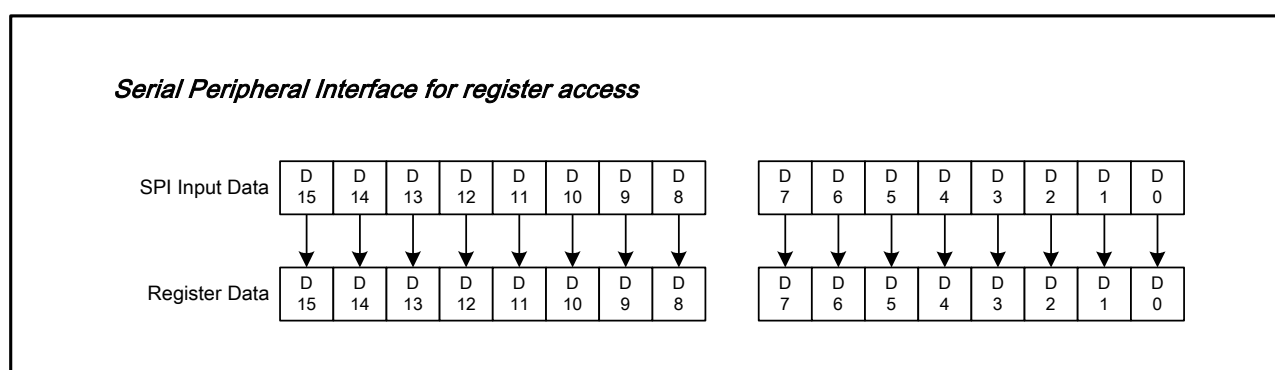 Serial Peripheral Interface for register access
SPI Input Data D 15 D 14 D 13 D 12 D 11 D 10 D 9 D 8 D 7 D 6 D 5 D 4 D 3 D 2 D 1 D 0
Register Data D 15 D 14 D 13 D 12 D 11 D 10 D 9 D 8 D 7 D 6 D 5 D 4 D 3 D 2 D 1 D 0